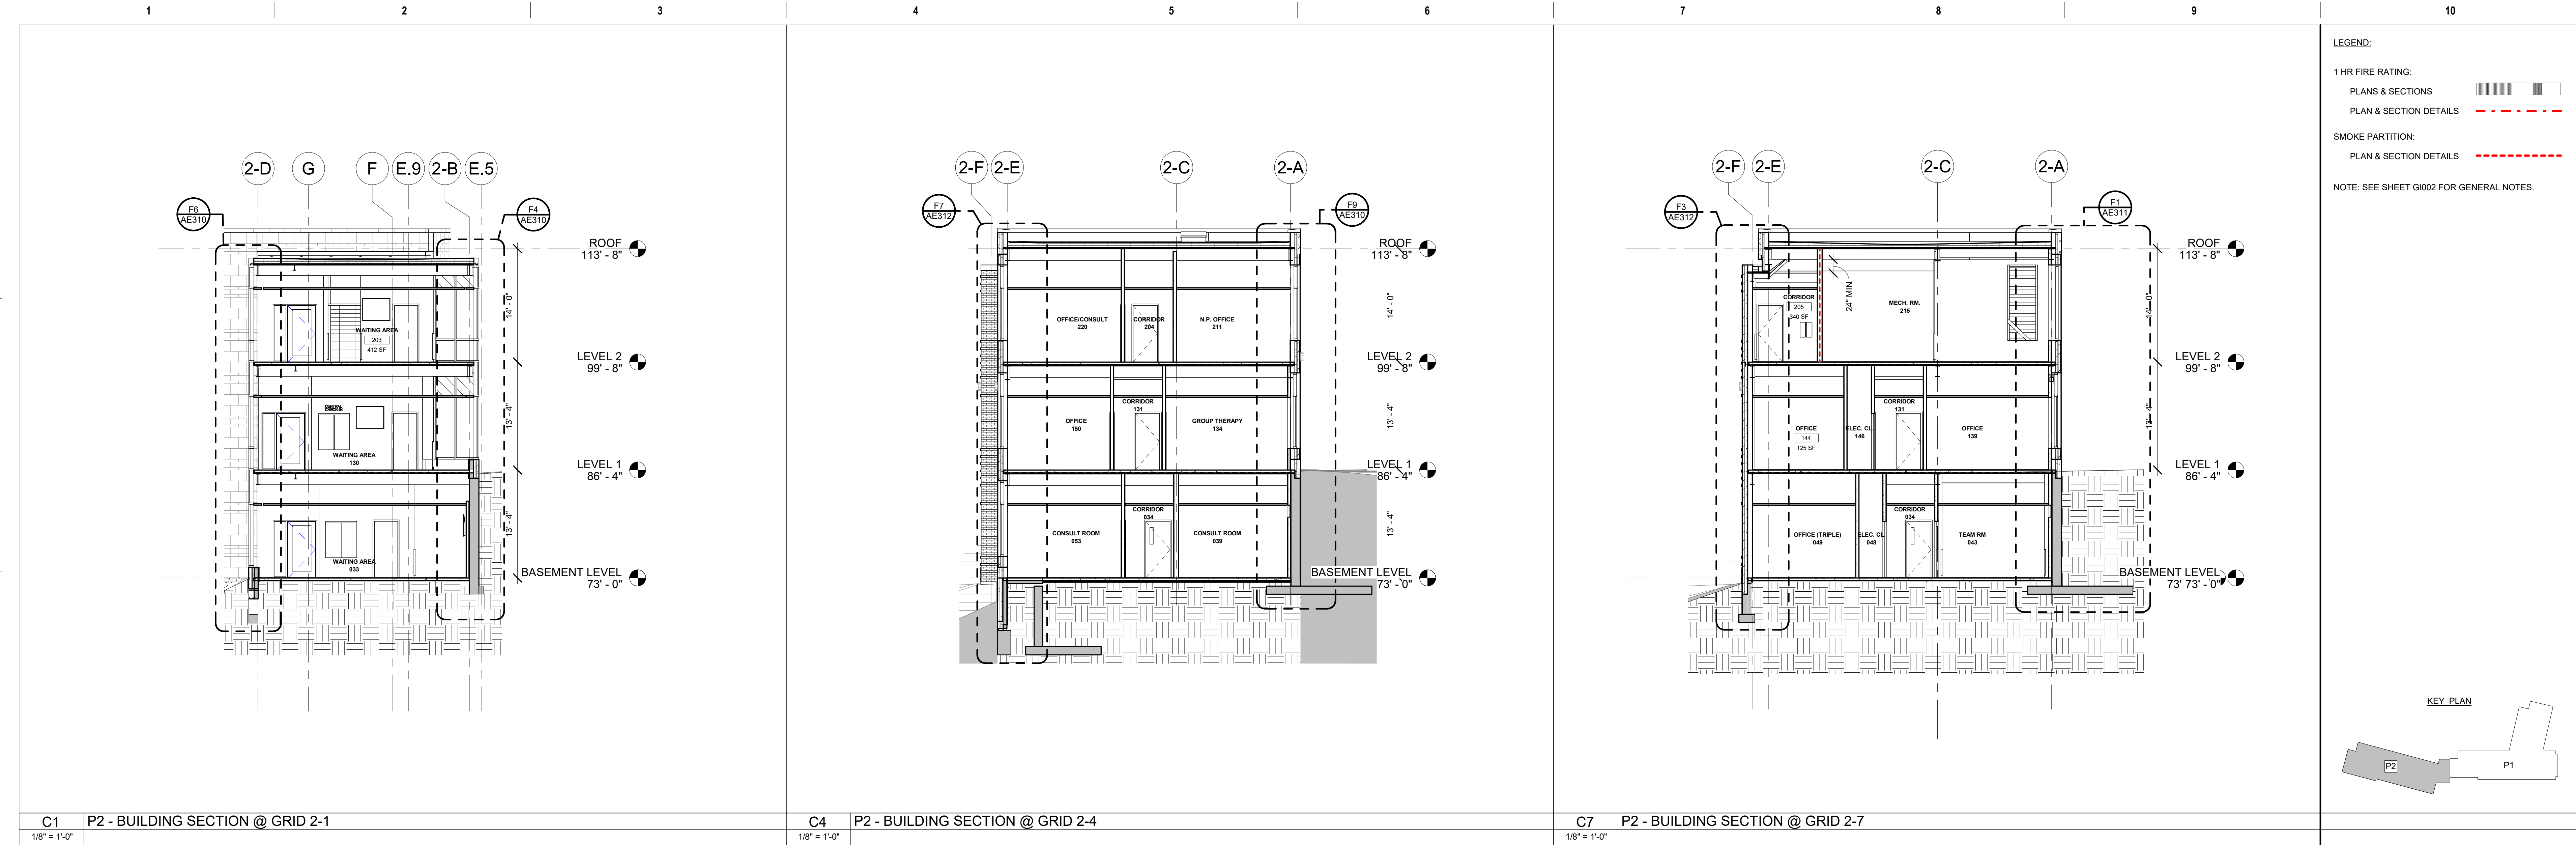 1 2 3 4 5 6 7 8 9 10
2-D G F E.9 2-B E.5
F6
AE310
F4
AE310
ROOF
113' - 8"
14' - 0"
WAITING AREA
203
412 SF
LEVEL 2
99' - 8"
13' - 4"
WAITING AREA
130
LEVEL 1
86' - 4"
13' - 4"
WAITING AREA
033
BASEMENT LEVEL
73' - 0"
C1 P2 - BUILDING SECTION @ GRID 2-1
1/8" = 1'-0"
2-F 2-E 2-C 2-A
F7
AE312
F9
AE310
ROOF
113' - 8"
14' - 0"
OFFICE/CONSULT
220
CORRIDOR
204
N.P. OFFICE
211
LEVEL 2
99' - 8"
13' - 4"
CORRIDOR
131
OFFICE
150
GROUP THERAPY
134
LEVEL 1
86' - 4"
13' - 4"
CORRIDOR
034
CONSULT ROOM
053
CONSULT ROOM
039
BASEMENT LEVEL
73' - 0"
C4 P2 - BUILDING SECTION @ GRID 2-4
1/8" = 1'-0"
2-F 2-E 2-C 2-A
F3
AE312
F1
AE311
ROOF
113' - 8"
14' - 0"
24" MIN
CORRIDOR
205
340 SF
MECH. RM.
215
LEVEL 2
99' - 8"
13' - 4"
CORRIDOR
131
OFFICE
144
125 SF
ELEC. CL.
146
OFFICE
139
LEVEL 1
86' - 4"
CORRIDOR
034
OFFICE (TRIPLE)
049
ELEC. CL.
048
TEAM RM
043
BASEMENT LEVEL
73' 73' - 0"
C7 P2 - BUILDING SECTION @ GRID 2-7
1/8" = 1'-0"
LEGEND:
1 HR FIRE RATING:
PLANS & SECTIONS
PLAN & SECTION DETAILS
SMOKE PARTITION:
PLAN & SECTION DETAILS
NOTE: SEE SHEET GI002 FOR GENERAL NOTES.
KEY PLAN
P2
P1